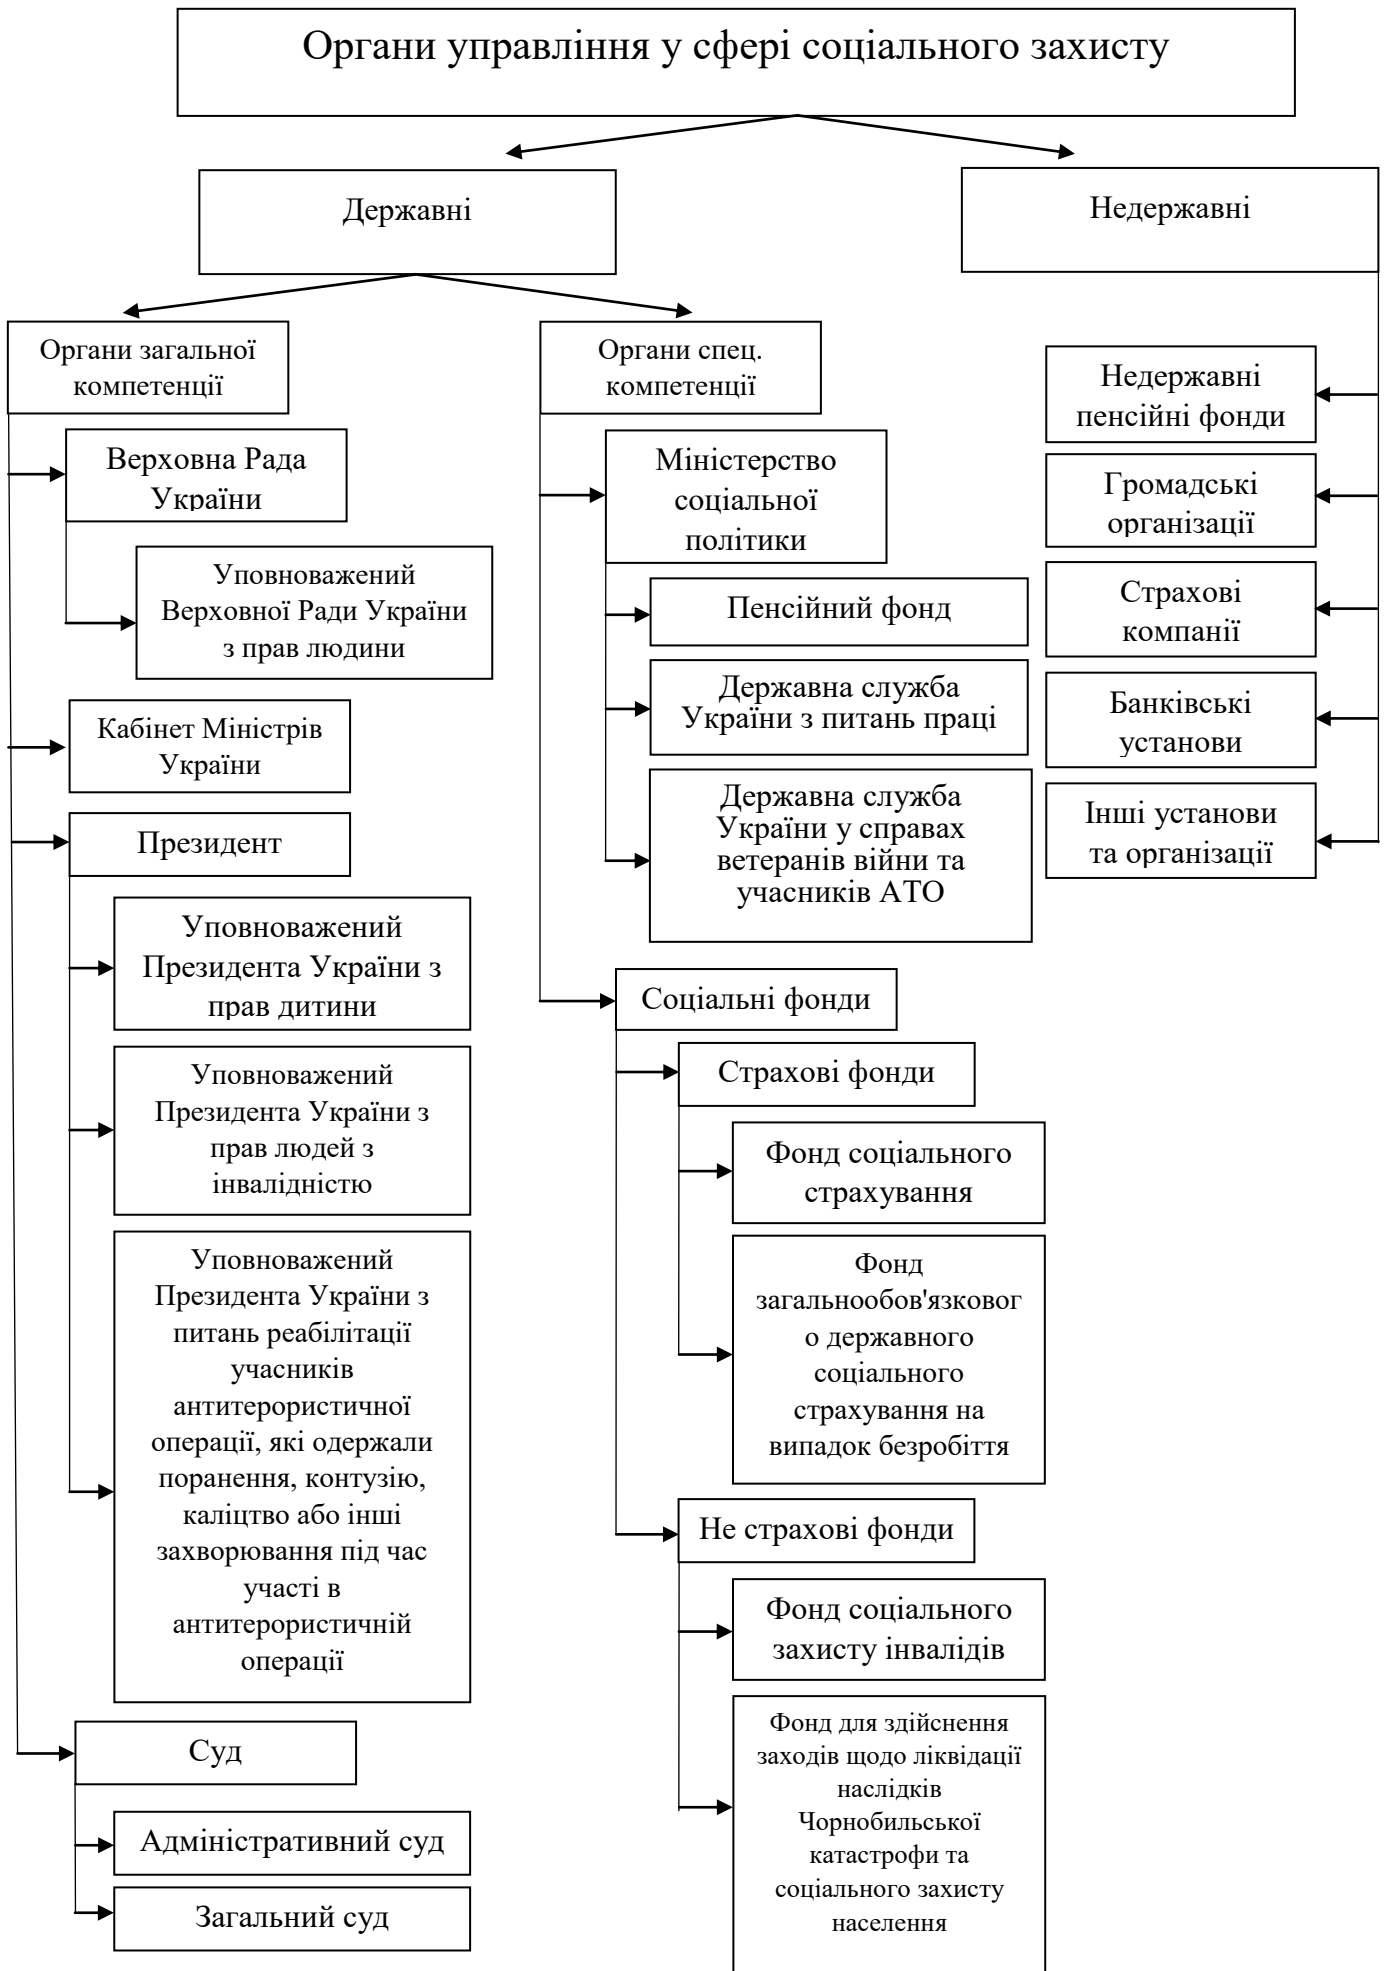 Органи управління у сфері соціального захисту
Державні
Недержавні
Органи загальної
компетенції
Верховна Рада
України
Уповноважений
Верховної Ради України
з прав людини
Кабінет Міністрів
України
Президент
Уповноважений
Президента України з
прав дитини
Уповноважений
Президента України з
прав людей з
інвалідністю
Уповноважений
Президента України з
питань реабілітації
учасників
антитерористичної
операції, які одержали
поранення, контузію,
каліцтво або інші
захворювання під час
участі в
антитерористичній
операції
Суд
Адміністративний суд
Загальний суд
Органи спец.
компетенції
Міністерство
соціальної
політики
Пенсійний фонд
Державна служба
України з питань праці
Державна служба
України у справах
ветеранів війни та
учасників АТО
Соціальні фонди
Страхові фонди
Фонд соціального
страхування
Фонд
загальнообов'язковог
о державного
соціального
страхування на
випадок безробіття
Не страхові фонди
Фонд соціального
захисту інвалідів
Фонд для здійснення
заходів щодо ліквідації
наслідків
Чорнобильської
катастрофи та
соціального захисту
населення
Недержавні
пенсійні фонди
Громадські
організації
Страхові
компанії
Банківські
установи
Інші установи
та організації